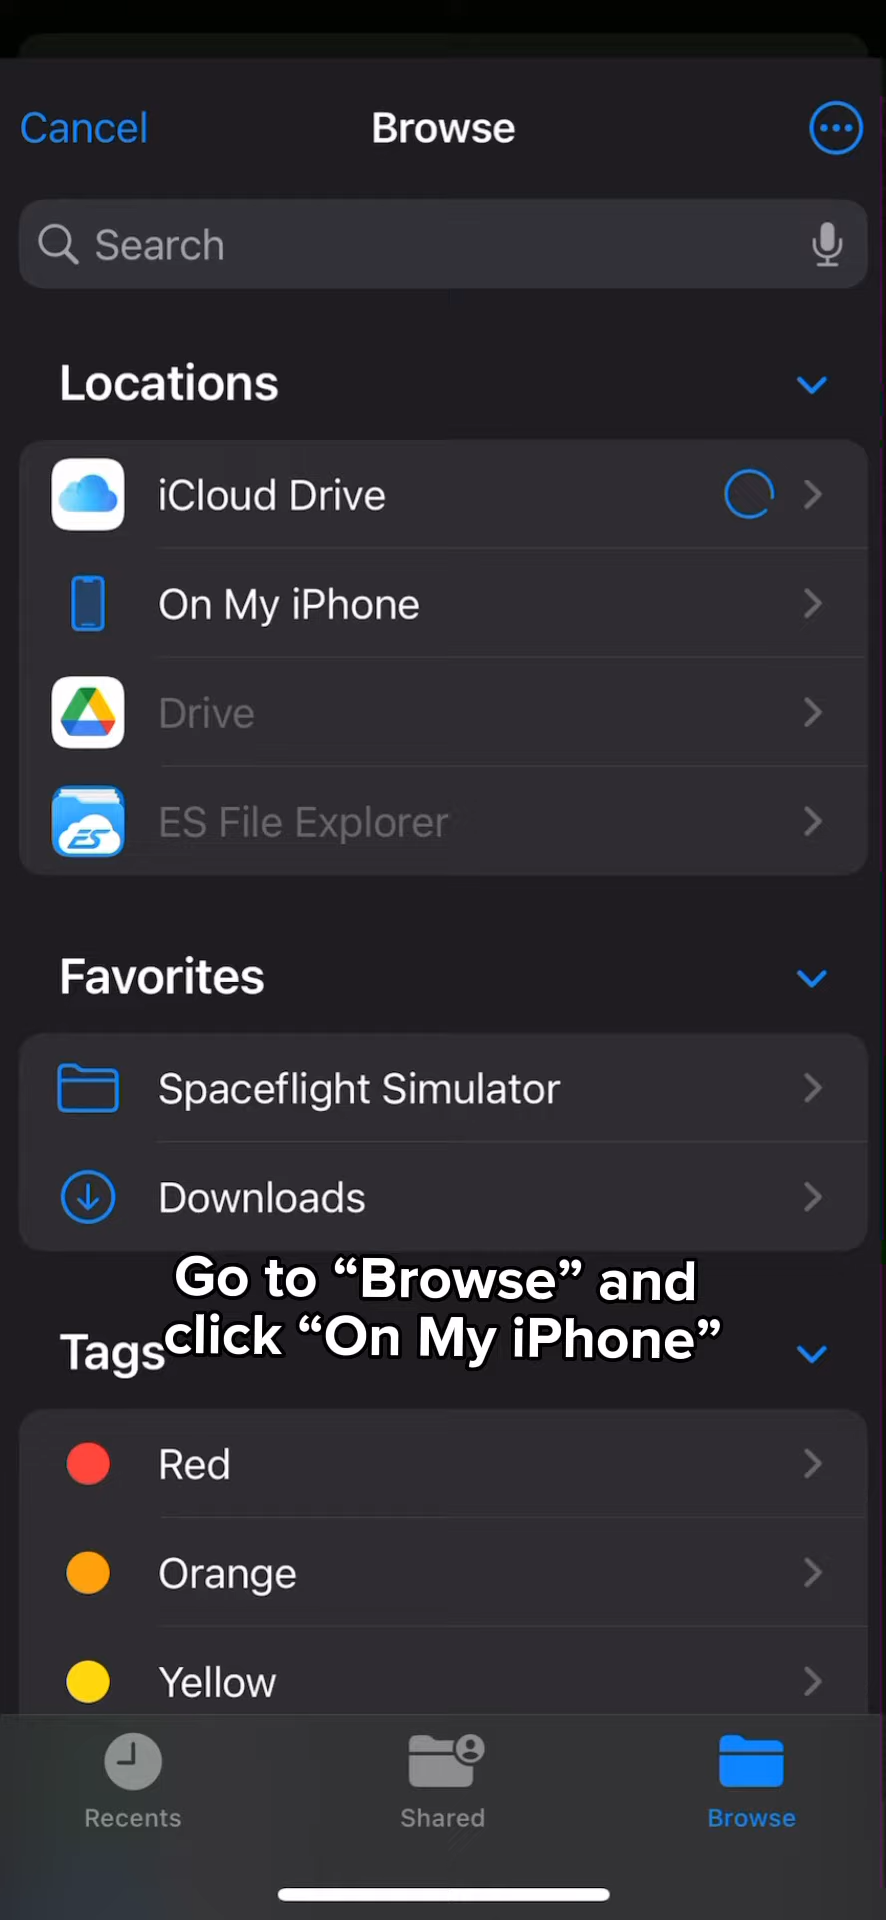 Cancel
Browse
Search
Locations
iCloud Drive
On My iPhone
Drive
ES File Explorer
ES
Favorites
Spaceflight Simulator
Downloads
Go to “Browse” and
click “On My iPhone”
Tags
Red
Orange
Yellow
Recents
Shared
Browse